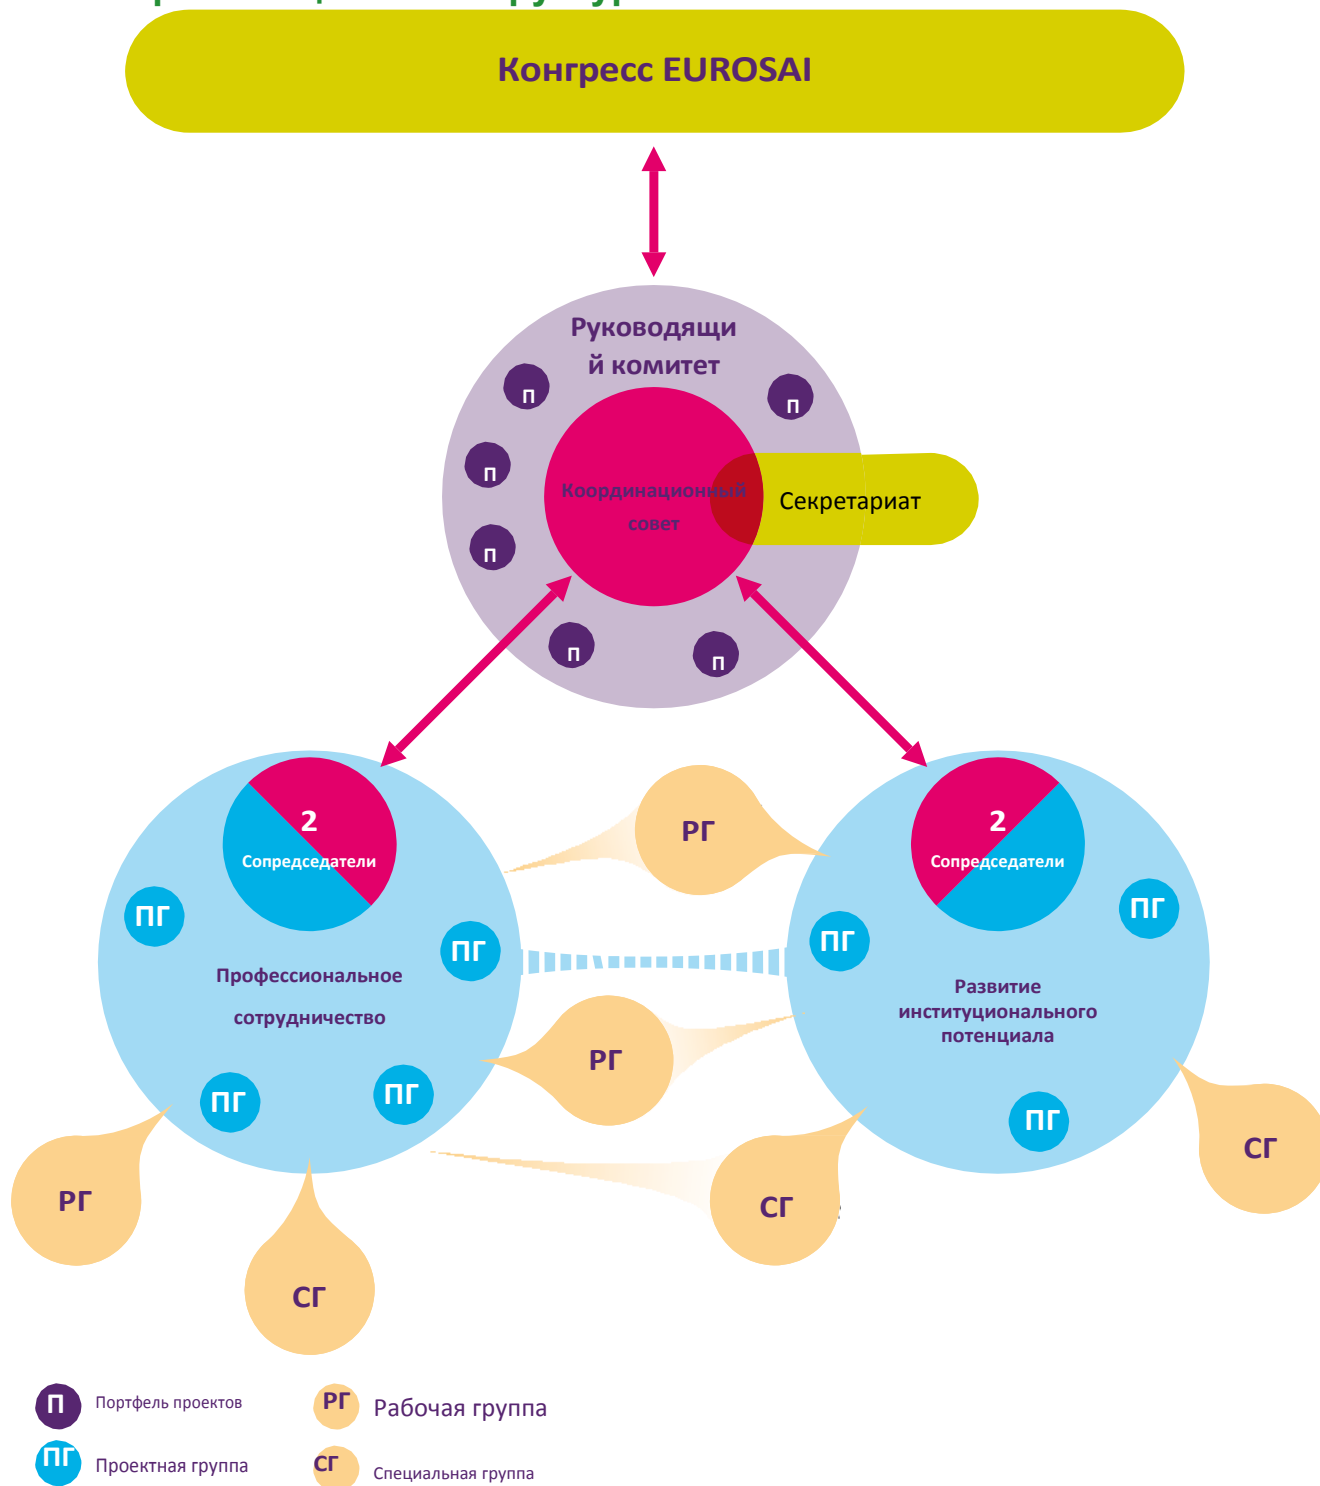 Конгресс EUROSAI
Руководящи
й комитет
П
П
П
П
П
П
Координационный
совет
Секретариат
2
Сопредседатели
2
Сопредседатели
РГ
ПГ
ПГ
ПГ
ПГ
Профессиональное
сотрудничество
Развитие
институционального
потенциала
РГ
ПГ
ПГ
ПГ
РГ
СГ
СГ
СГ
П Портфель проектов
РГ Рабочая группа
ПГ Проектная группа
СГ Специальная группа